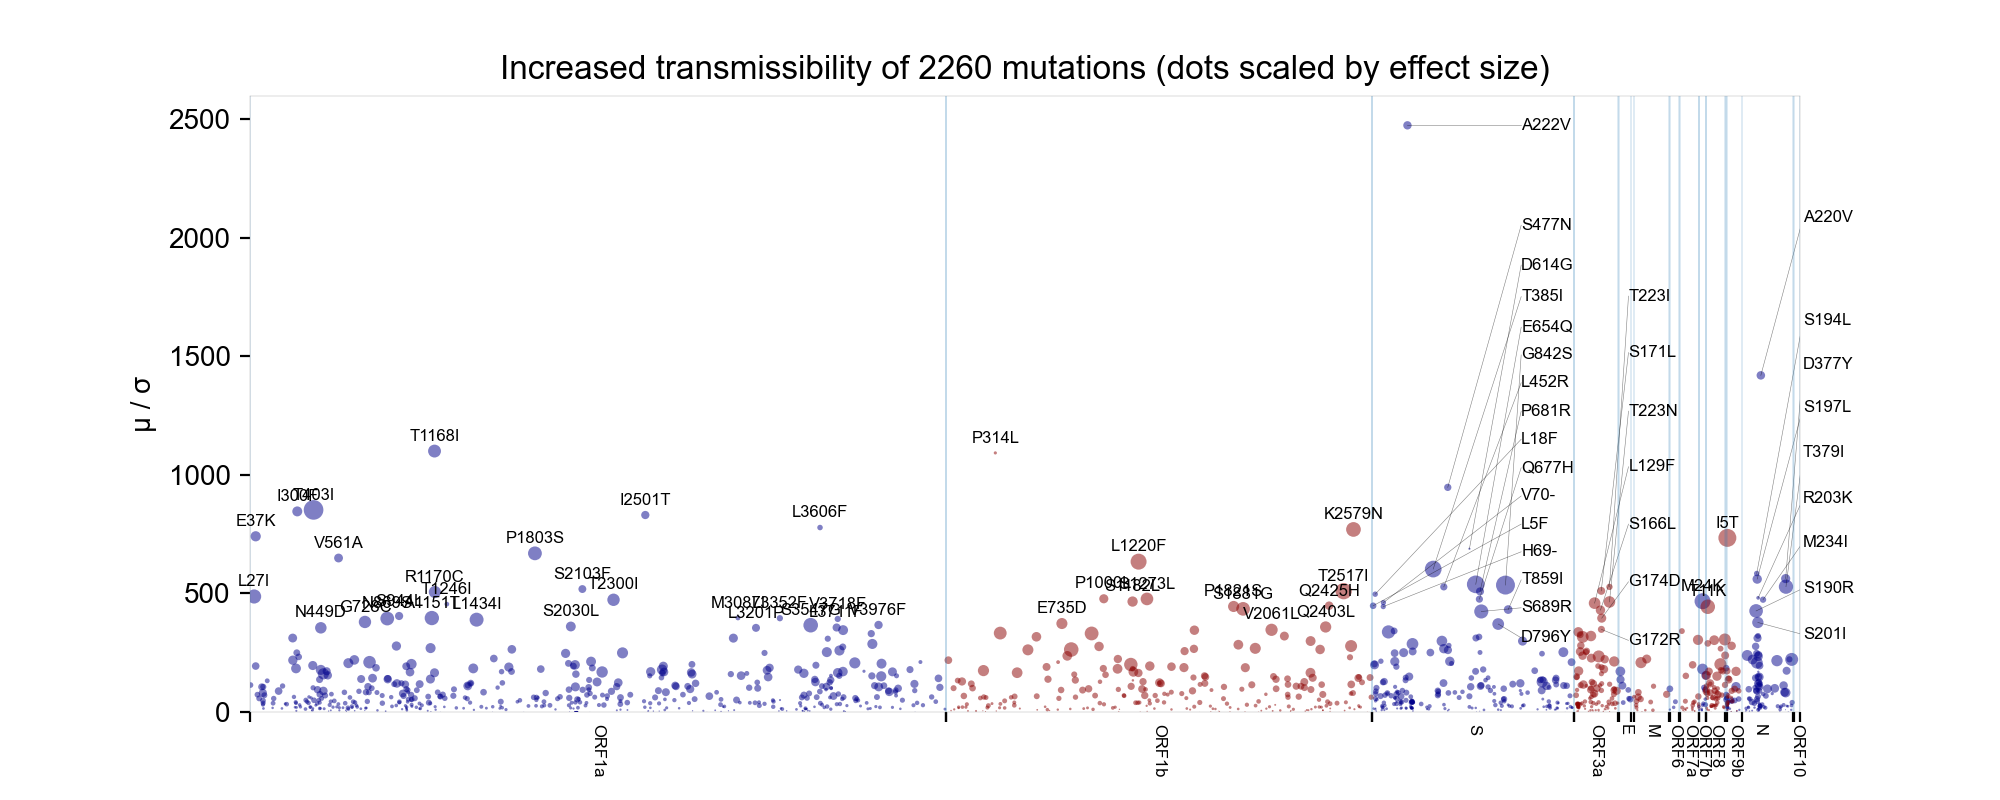 Increased transmissibility of 2260 mutations (dots scaled by effect size)
μ / σ
2500
2000
1500
1000
500
0
A222V
S477N
D614G
T385I
E654Q
G842S
L452R
P681R
L18F
Q677H
V70-
L5F
H69-
T859I
S689R
D796Y
T223I
S171L
T223N
L129F
S166L
G174D
G172R
A220V
S194L
D377Y
S197L
T379I
R203K
M234I
S190R
S201I
T1168I
P314L
T403I
I2501T
L3606F
K2579N
E37K
V561A
P1803S
L1220F
I5T
L27I
R1170C
T1246I
S2103F
T2300I
T2517I
N449D
L1434I
S2030L
V3718F
V3976F
E735D
Q2425H
V2061L
Q2403L
ORF1a
ORF1b
S
ORF3a
E
M
ORF6
ORF7a
ORF7b
ORF8
ORF9b
N
ORF10